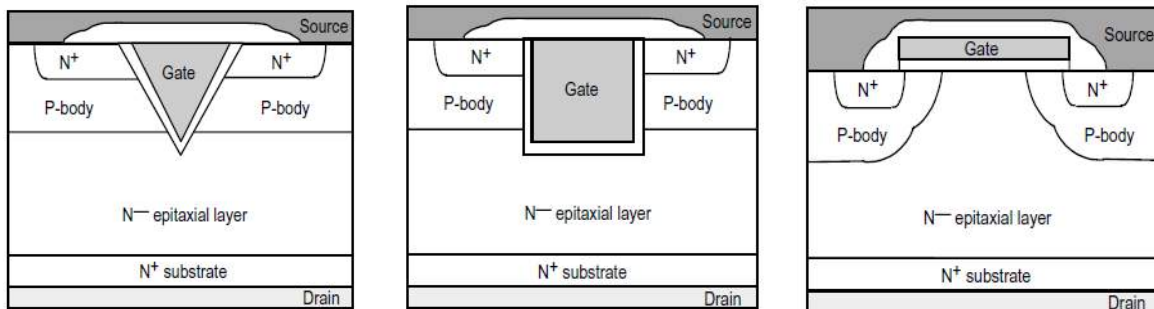 Source
N+ N+
Gate
P-body P-body
N— epitaxial layer
N+ substrate
Drain
Source
N+ N+
Gate
P-body P-body
N— epitaxial layer
N+ substrate
Drain
Source
Gate
N+ N+
P-body P-body
N— epitaxial layer
N+ substrate
Drain